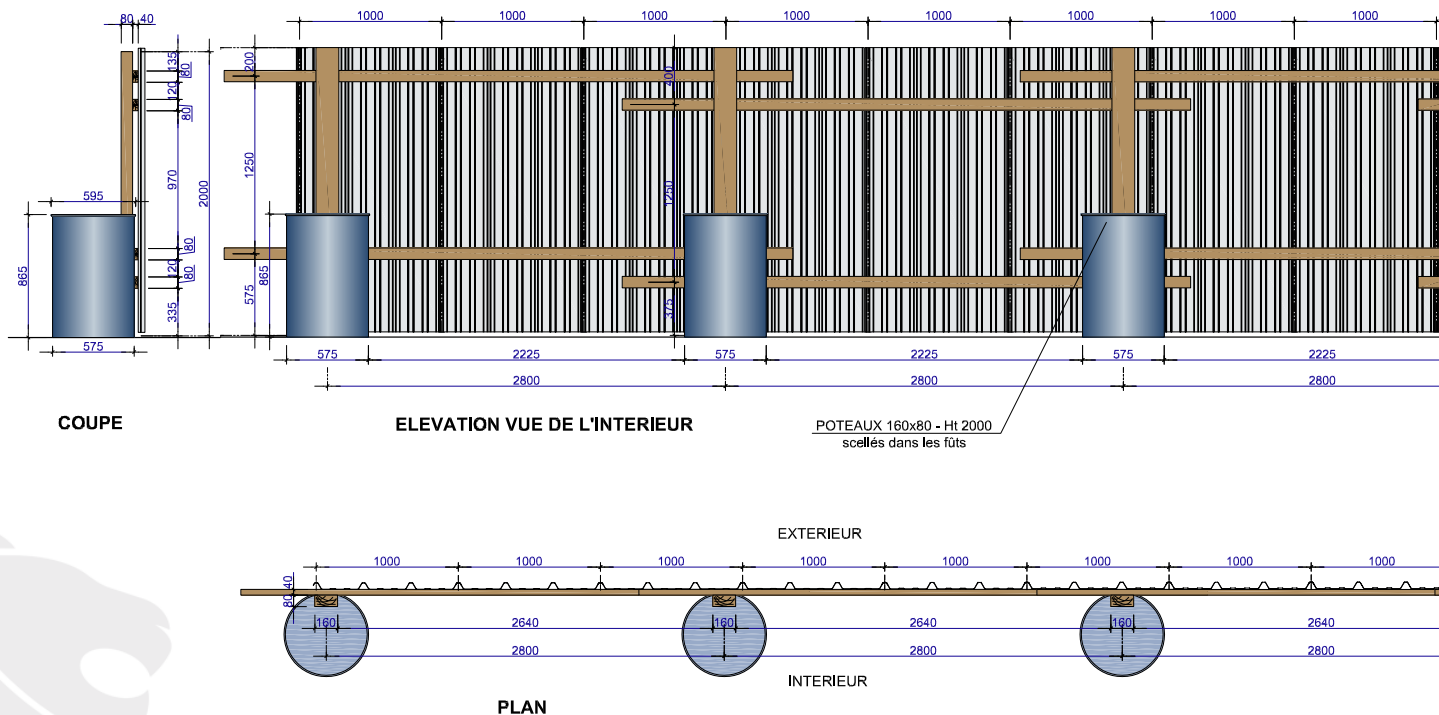 1000 1000 1000 1000 1000 1000 1000 1000
80 40
135
80
120
80
970
2000
80
120
80
335
595
865
575
200
1250
575
865
400
1250
375
575 2225 575 2225 575 2225
2800 2800 2800
COUPE
ELEVATION VUE DE L'INTERIEUR
POTEAUX 160x80 - Ht 2000
scellés dans les fûts
EXTERIEUR
1000 1000 1000 1000 1000 1000 1000 1000
40
80
160 2640 160 2640 160 2640
2800 2800 2800
INTERIEUR
PLAN